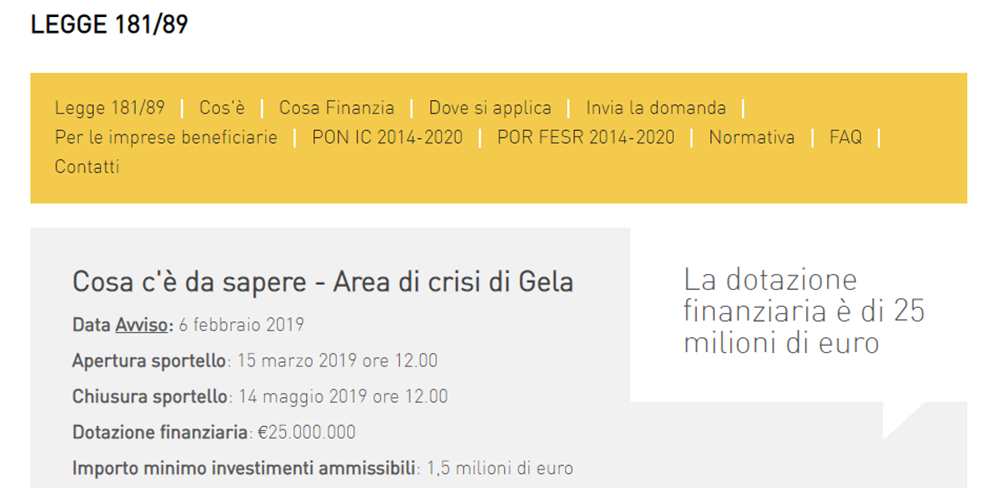 LEGGE 181/89
Legge 181/89 | Cos'è | Cosa Finanzia | Dove si applica | Invia la domanda |
Per le imprese beneficiarie | PON IC 2014-2020 | POR FESR 2014-2020 | Normativa | FAQ |
Contatti
Cosa c'è da sapere - Area di crisi di Gela
Data Avviso: 6 febbraio 2019
Apertura sportello: 15 marzo 2019 ore 12.00
Chiusura sportello: 14 maggio 2019 ore 12.00
Dotazione finanziaria: €25.000.000
Importo minimo investimenti ammissibili: 1,5 milioni di euro
La dotazione
finanziaria è di 25
milioni di euro